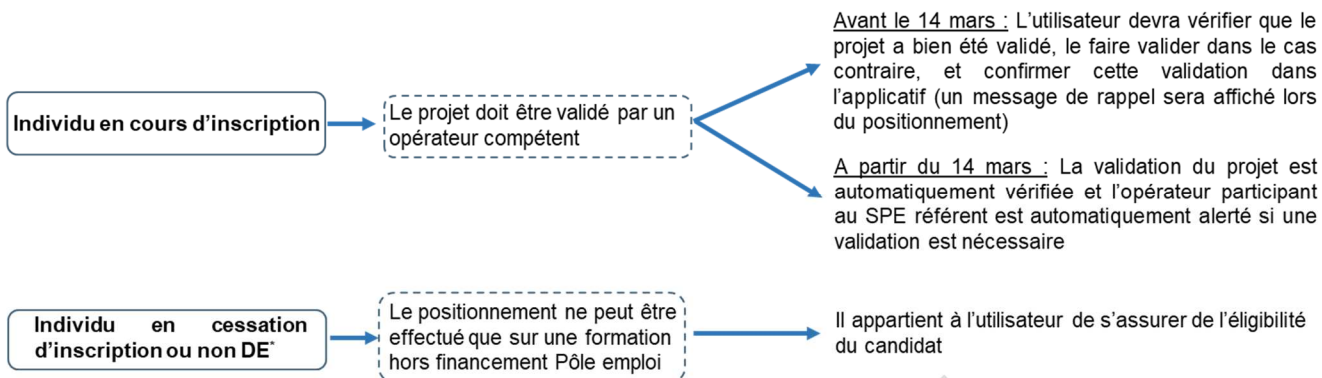 Avant le 14 mars : L'utilisateur devra vérifier que le
projet a bien été validé, le faire valider dans le cas
contraire, et confirmer cette validation dans
l'applicatif (un message de rappel sera affiché lors
du positionnement)
Individu en cours d'inscription
Le projet doit être validé par un
opérateur compétent
A partir du 14 mars : La validation du projet est
automatiquement vérifiée et l'opérateur participant
au SPE référent est automatiquement alerté si une
validation est nécessaire
Individu en cessation
d'inscription ou non DE*
Le positionnement ne peut être
effectué que sur une formation
hors financement Pôle emploi
Il appartient à l'utilisateur de s'assurer de l'éligibilité
du candidat